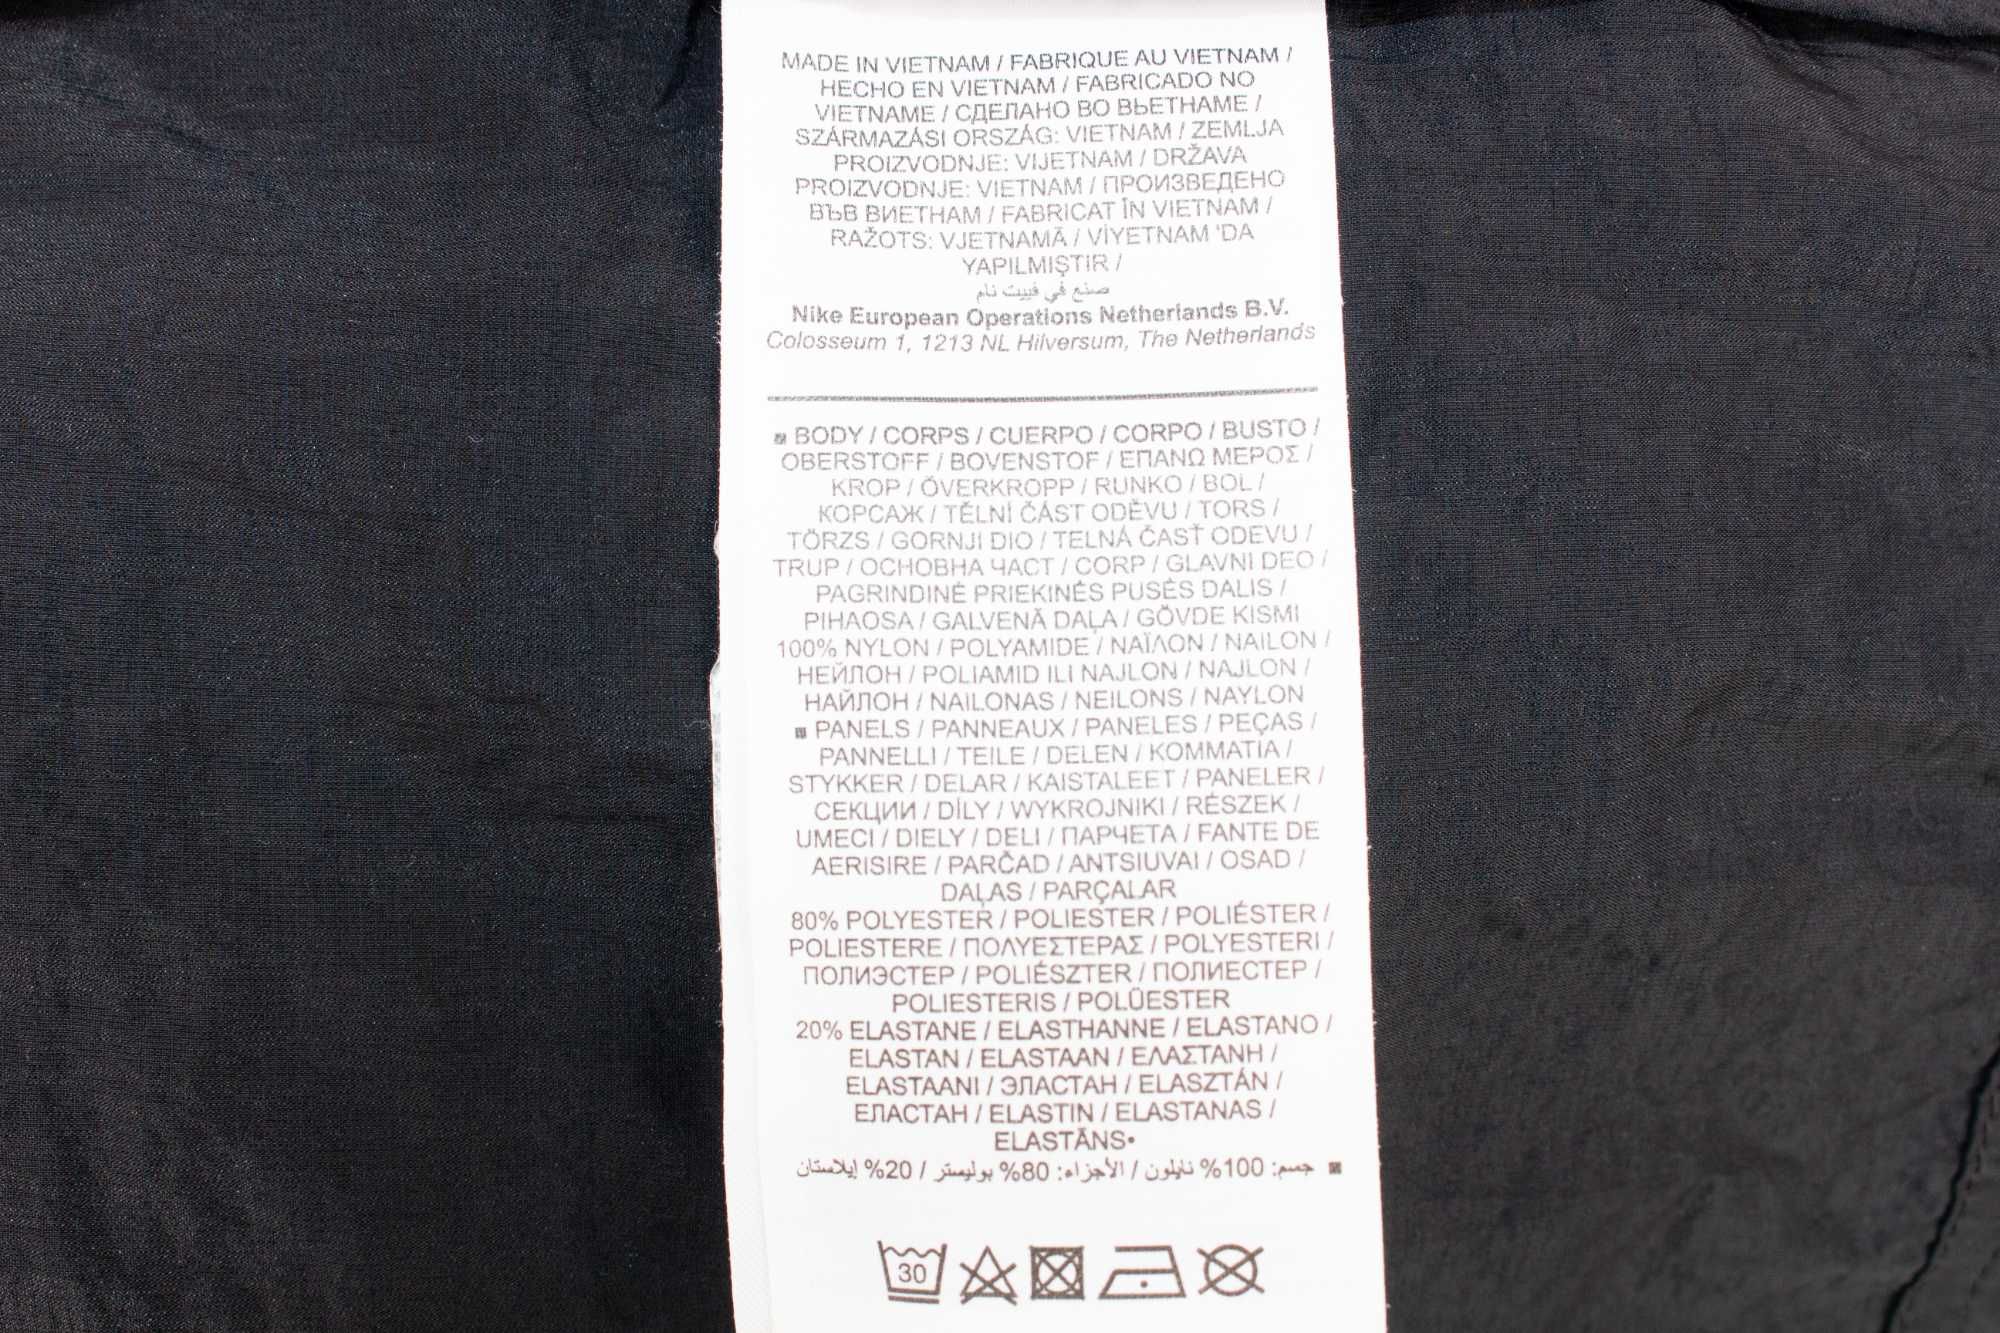 MADE IN VIETNAM / FABRIQUE AU VIETNAM /
HECHO EN VIETNAM / FABRICADO NO
VIETNAME / СДЕЛАНО ВО ВЬЕТНАМЕ /
SZÁRMAZÁSI ORSZÁG: VIETNAM / ZEMLJA
PROIZVODNJE: VIJETNAM / DRŽAVA
PROIZVODNJE: VIETNAM / ПРОИЗВЕДЕНО
ВЪВ ВИЕТНАМ / FABRICAT ÎN VIETNAM /
RAŽOTS: VJETNAMĀ / VİYETNAM 'DA
YAPILMIŞTIR /
صنع في فييت نام
Nike European Operations Netherlands B.V.
Colosseum 1, 1213 NL Hilversum, The Netherlands
BODY / CORPS / CUERPO / CORPO / BUSTO /
OBERSTOFF / BOVENSTOF / ΕΠΑΝΩ ΜΕΡΟΣ /
KROP / ÖVERKROPP / RUNKO / BOL /
КОРСАЖ / TĚLNÍ ČÁST ODĚVU / TORS /
TÖRZS / GORNJI DIO / TELNÁ ČASŤ ODEVU /
TRUP / ОСНОВНА ЧАСТ / CORP / GLAVNI DEO /
PAGRINDINĖ PRIEKINĖS PUSĖS DALIS /
PIHAOSA / GALVENĀ DAĻA / GÖVDE KISMI
100% NYLON / POLYAMIDE / ΝΑΪΛΟΝ / NAILON /
НЕЙЛОН / POLIAMID ILI NAJLON / NAJLON /
НАЙЛОН / NAILONAS / NEILONS / NAYLON
PANELS / PANNEAUX / PANELES / PEÇAS /
PANNELLI / TEILE / DELEN / ΚΟΜΜΑΤΙΑ /
STYKKER / DELAR / KAISTALEET / PANELER /
СЕКЦИИ / DÍLY / WYKROJNIKI / RÉSZEK /
UMECI / DIELY / DELI / ПАРЧЕТА / FANTE DE
AERISIRE / PARČAD / ANTSIUVAI / OSAD /
DAĻAS / PARÇALAR
80% POLYESTER / POLIESTER / POLIÉSTER /
POLIESTERE / ΠΟΛΥΕΣΤΕΡΑΣ / POLYESTERI /
ПОЛИЭСТЕР / POLIÉSZTER / ПОЛИЕСТЕР /
POLIESTERIS / POLÜESTER
20% ELASTANE / ELASTHANNE / ELASTANO /
ELASTAN / ELASTAAN / ΕΛΑΣΤΑΝΗ /
ELASTAANI / ЭЛАСТАН / ELASZTÁN /
ЕЛАСТАН / ELASTIN / ELASTANAS /
ELASTĀNS•
جسم: 100% نايلون / الأجزاء: 80% بوليستر / 20% إيلاستان
30